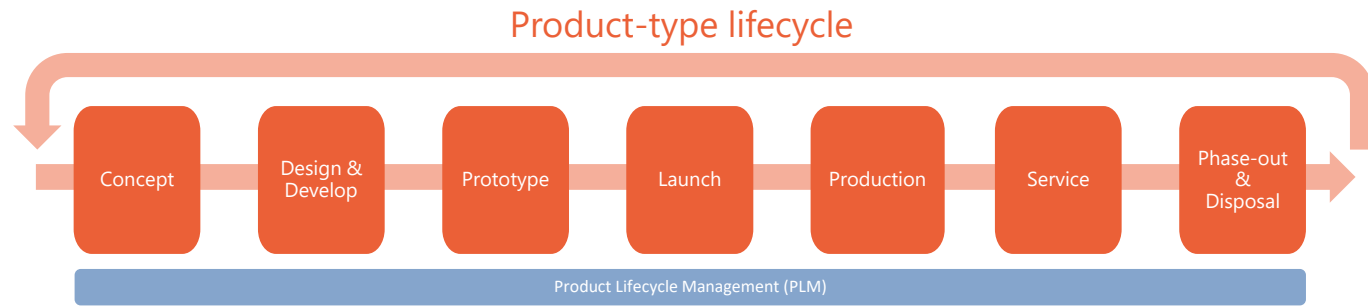 Product-type lifecycle
Concept
Design &
Develop
Prototype
Launch
Production
Service
Phase-out
&
Disposal
Product Lifecycle Management (PLM)